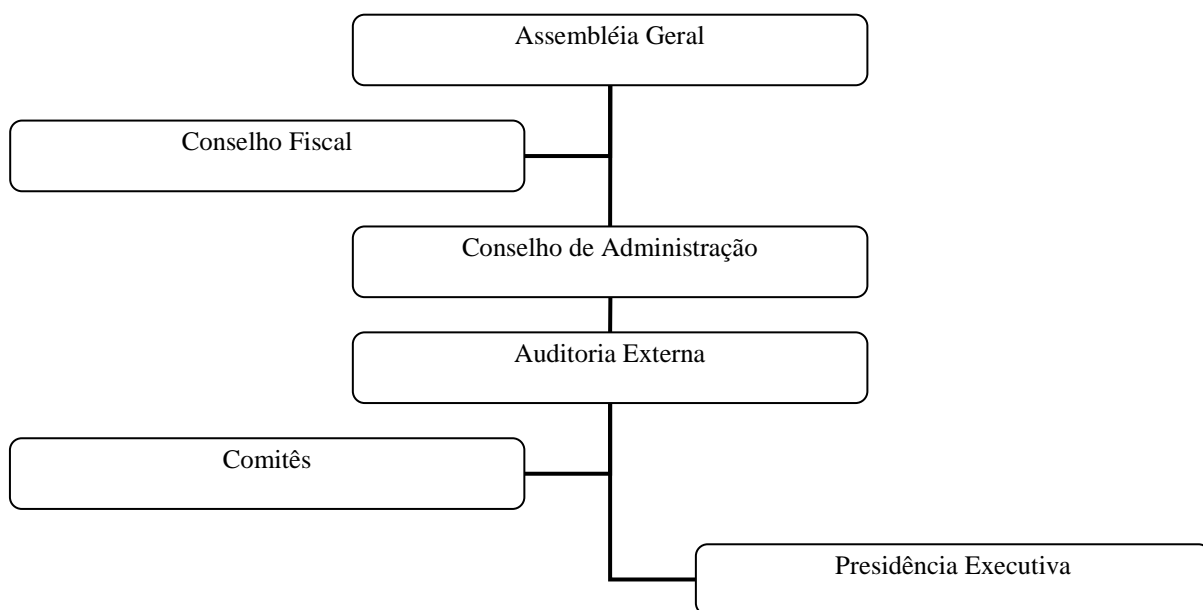 Assembléia Geral
Conselho Fiscal
Conselho de Administração
Auditoria Externa
Comitês
Presidência Executiva